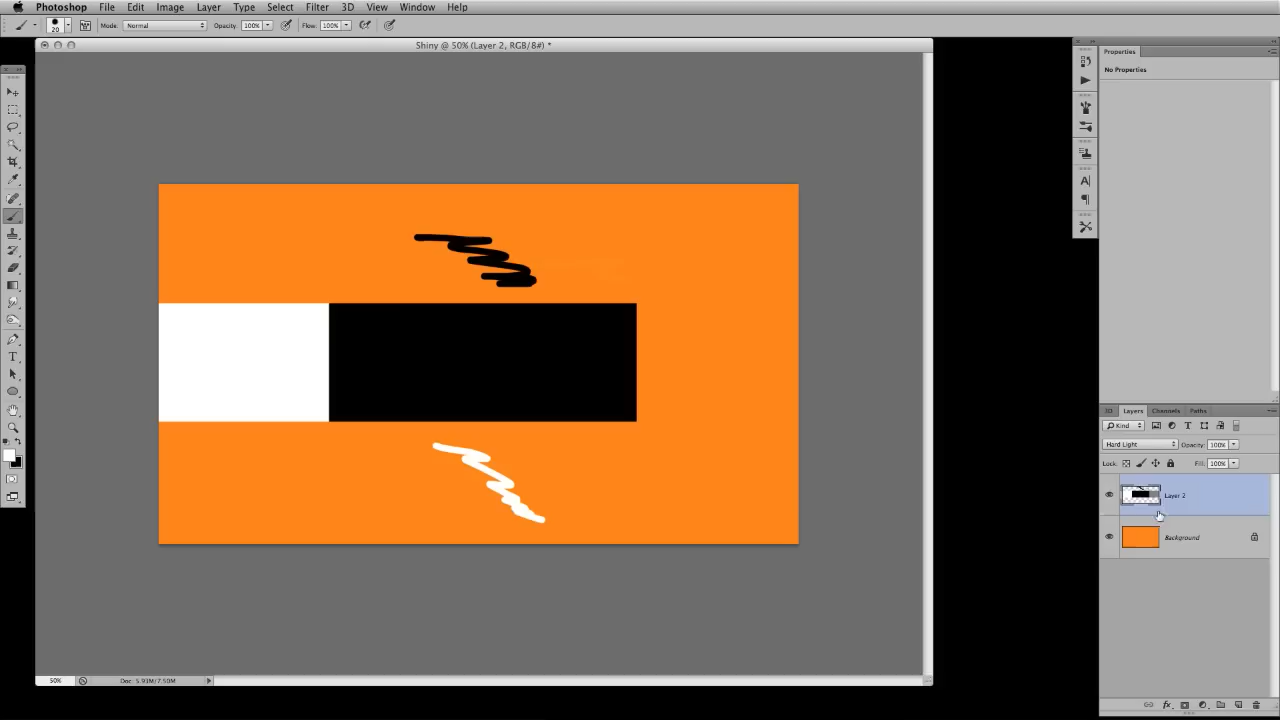 Photoshop File Edit Image Layer Type Select Filter 3D View Window Help
20 Mode: Normal Opacity: 100% Flow: 100%
Shiny @ 50% (Layer 2, RGB/8#) *
Properties
No Properties
3D Layers Channels Paths
Kind
Hard Light Opacity: 100%
Lock: Fill: 100%
Layer 2
Background
50% Doc: 5.93M/7.50M